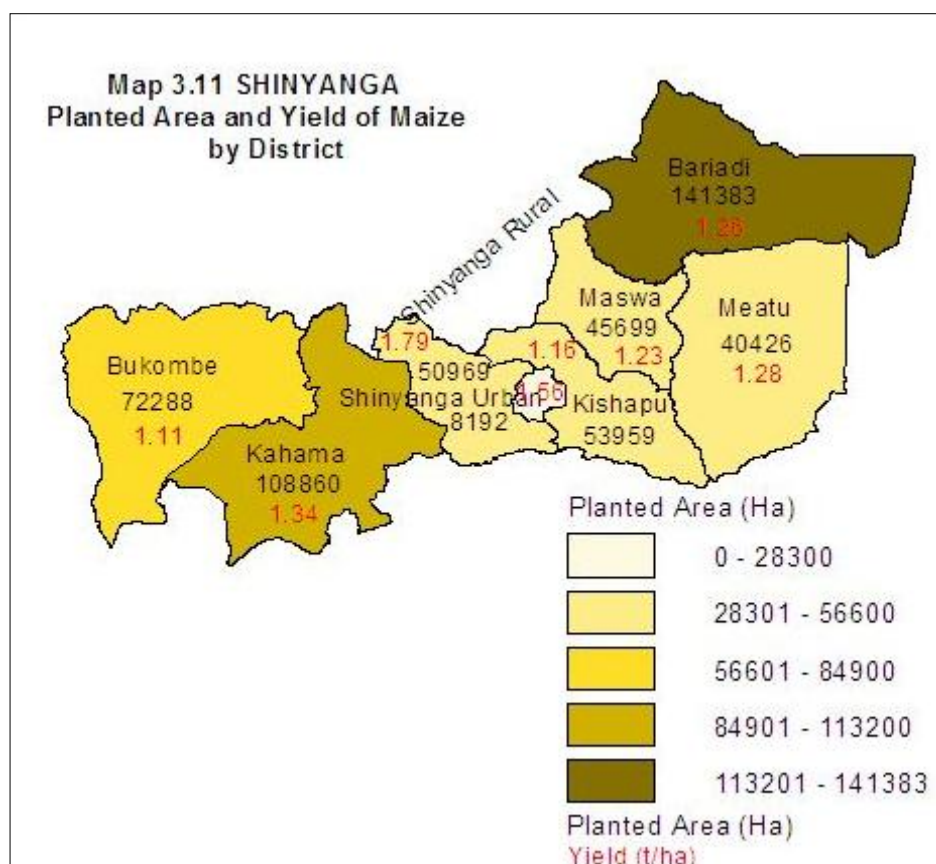 Map 3.11 SHINYANGA
Planted Area and Yield of Maize
by District
Bariadi
141383
1.26
Shinyanga Rural
Maswa
45699
1.23
Meatu
40426
1.28
Bukombe
72288
1.11
1.79
50969
1.16
1.56
Shinyanga Urban
8192
Kishapu
53959
Kahama
108860
1.34
Planted Area (Ha)
0 - 28300
28301 - 56600
56601 - 84900
84901 - 113200
113201 - 141383
Planted Area (Ha)
Yield (t/ha)